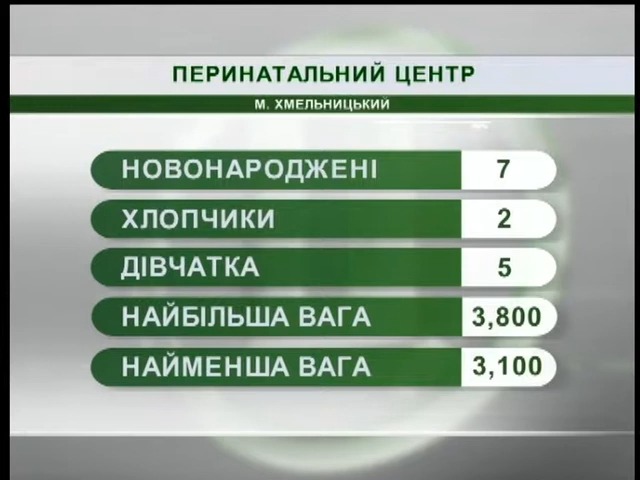 ПЕРИНАТАЛЬНИЙ ЦЕНТР
М. ХМЕЛЬНИЦЬКИЙ
НОВОНАРОДЖЕНІ 7
ХЛОПЧИКИ 2
ДІВЧАТКА 5
НАЙБІЛЬША ВАГА 3,800
НАЙМЕНША ВАГА 3,100